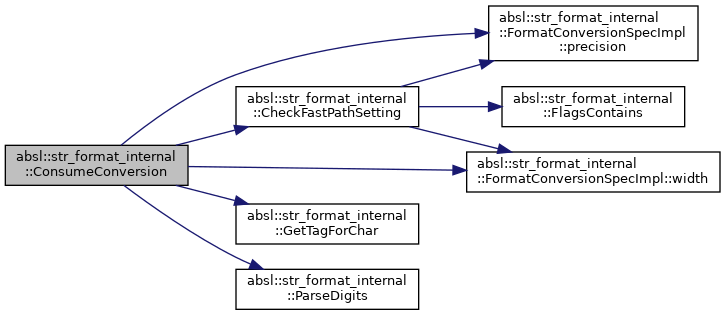 absl::str_format_internal
::FormatConversionSpecImpl
::precision
absl::str_format_internal
::CheckFastPathSetting
absl::str_format_internal
::FlagsContains
absl::str_format_internal
::ConsumeConversion
absl::str_format_internal
::FormatConversionSpecImpl::width
absl::str_format_internal
::GetTagForChar
absl::str_format_internal
::ParseDigits